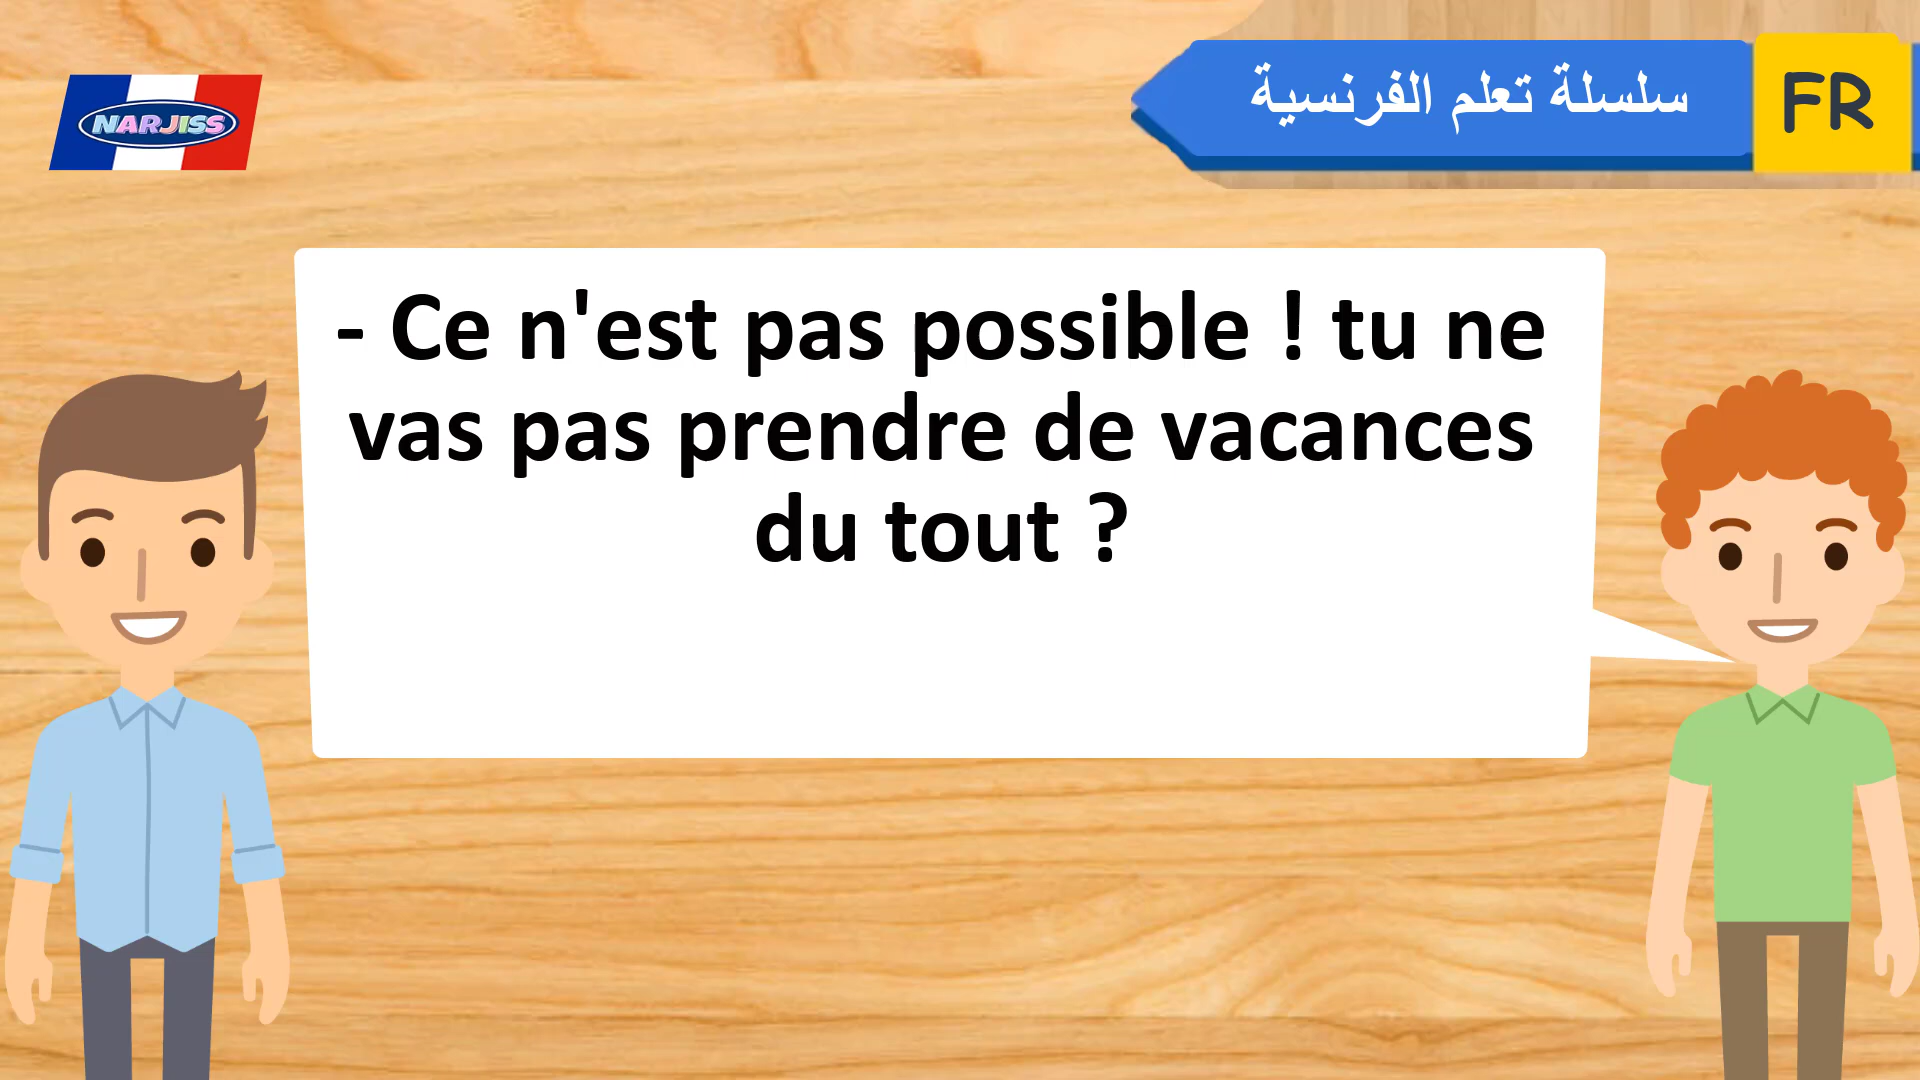 NARJISS
سلسلة تعلم الفرنسية
FR
- Ce n'est pas possible ! tu ne
vas pas prendre de vacances
du tout ?